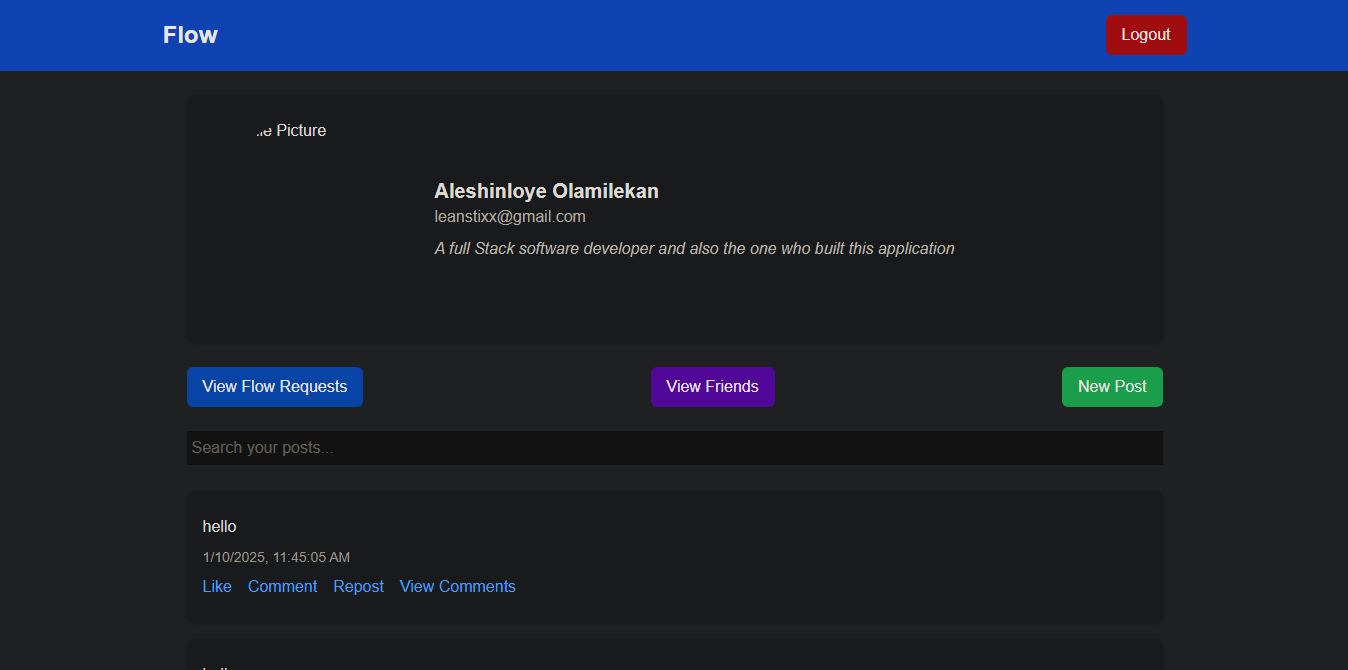 Flow
Logout
Picture
Aleshinloye Olamilekan
leanstixx@gmail.com
A full Stack software developer and also the one who built this application
View Flow Requests
View Friends
New Post
Search your posts...
hello
1/10/2025, 11:45:05 AM
Like Comment Repost View Comments